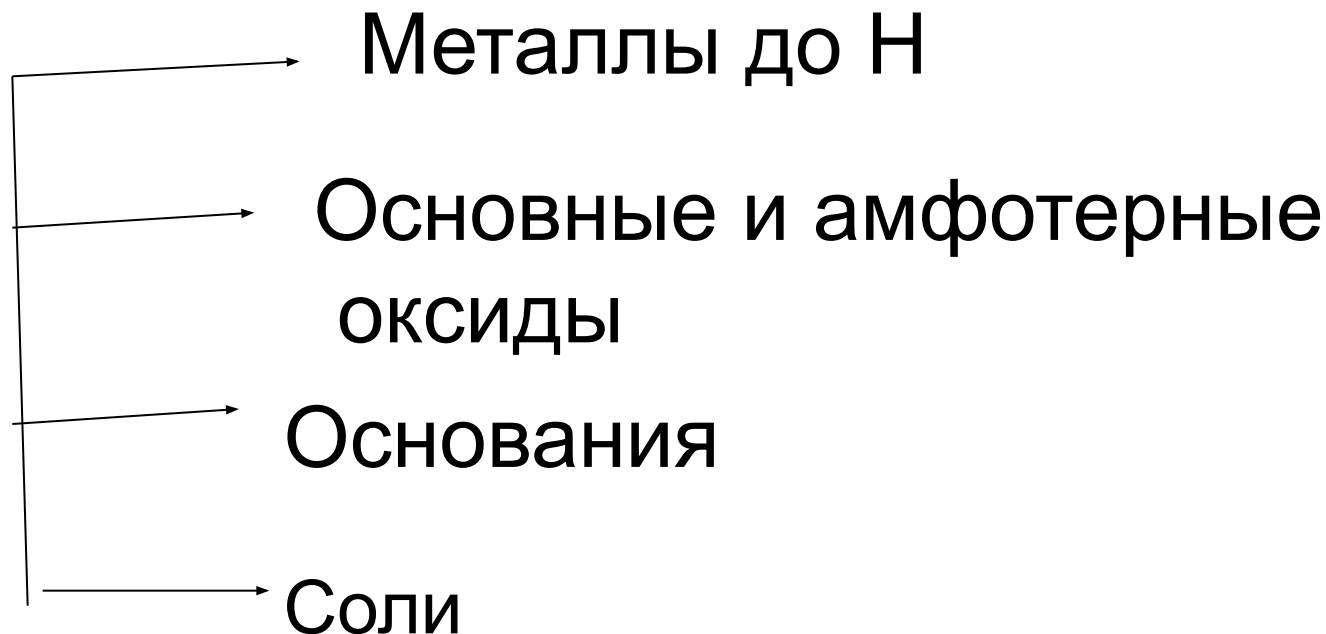 Металлы до Н
Основные и амфотерные
оксиды
Основания
Соли